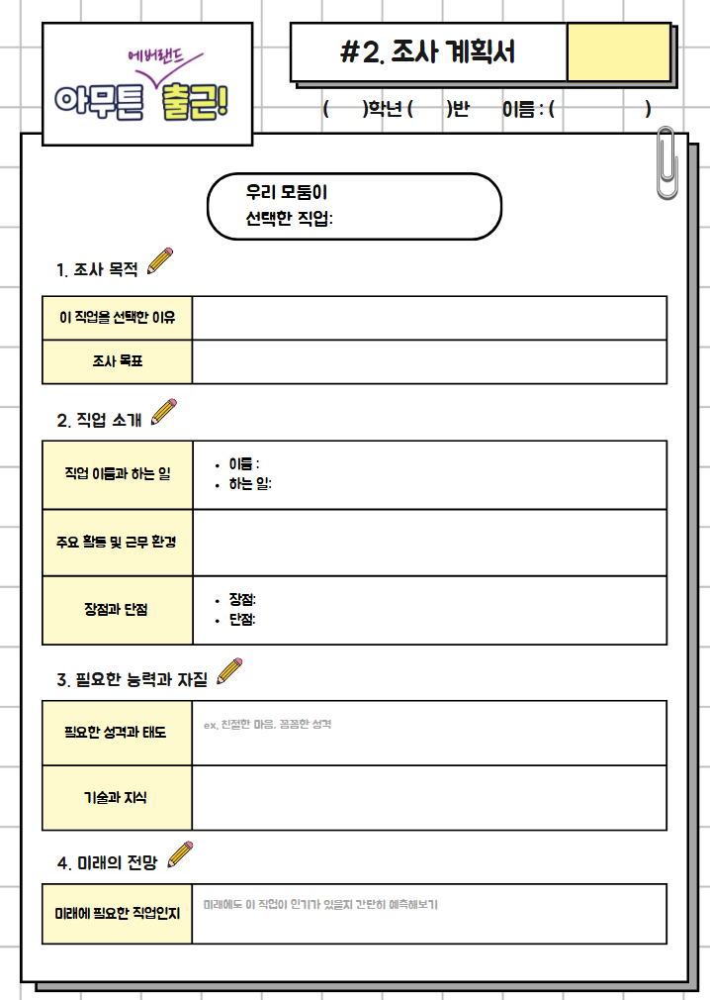 에버랜드
아무튼 출근!
#2. 조사 계획서
(   )학년 (   )반   이름 : (         )
우리 모둠이
선택한 직업:
1. 조사 목적
이 직업을 선택한 이유
조사 목표
2. 직업 소개
직업 이름과 하는 일
• 이름 :
• 하는 일:
주요 활동 및 근무 환경
장점과 단점
• 장점:
• 단점:
3. 필요한 능력과 자질
필요한 성격과 태도
ex. 친절한 마음, 꼼꼼한 성격
기술과 지식
4. 미래의 전망
미래에 필요한 직업인지
미래에도 이 직업이 인기가 있을지 간단히 예측해보기